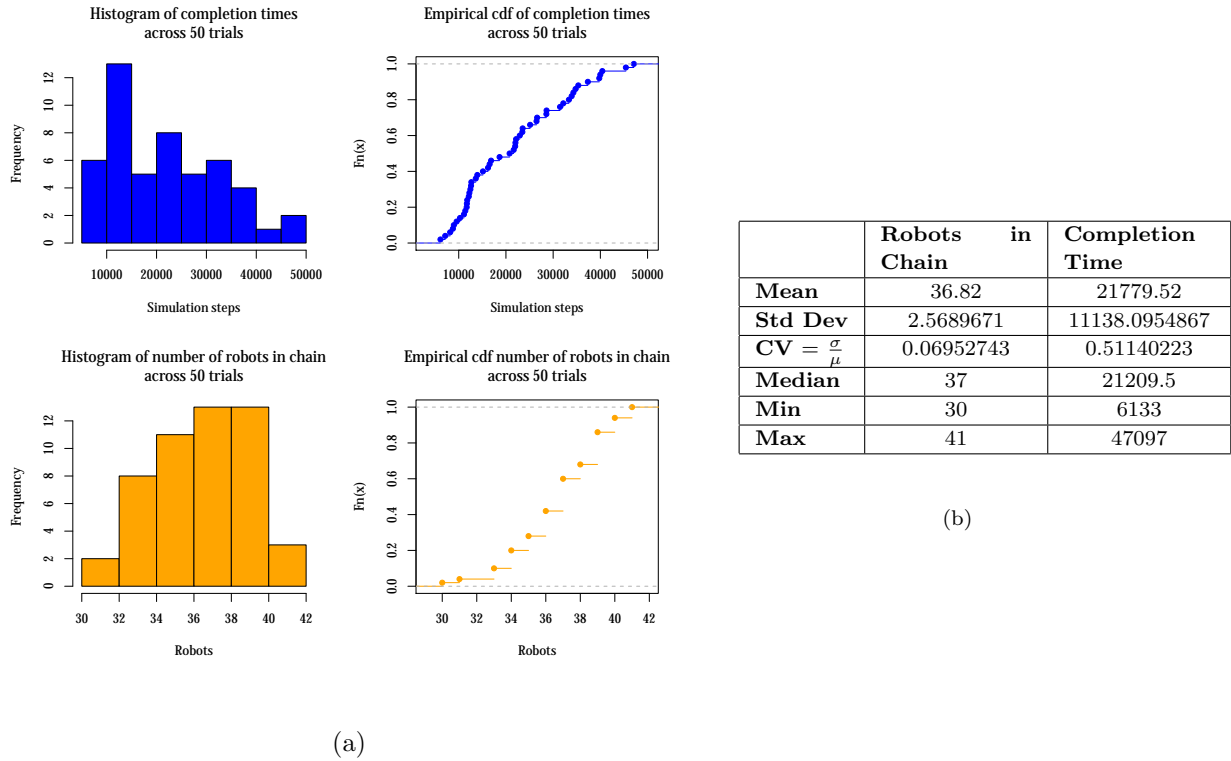 Histogram of completion times
across 50 trials
Frequency
0 2 4 6 8 10 12
10000 20000 30000 40000 50000
Simulation steps
Empirical cdf of completion times
across 50 trials
Fn(x)
0.0 0.2 0.4 0.6 0.8 1.0
10000 20000 30000 40000 50000
Simulation steps
Histogram of number of robots in chain
across 50 trials
Frequency
0 2 4 6 8 10 12
30 32 34 36 38 40 42
Robots
Empirical cdf number of robots in chain
across 50 trials
Fn(x)
0.0 0.2 0.4 0.6 0.8 1.0
30 32 34 36 38 40 42
Robots
(a)
Robots in Completion
Chain Time
Mean 36.82 21779.52
Std Dev 2.5689671 11138.0954867
CV = σ/μ 0.06952743 0.51140223
Median 37 21209.5
Min 30 6133
Max 41 47097
(b)